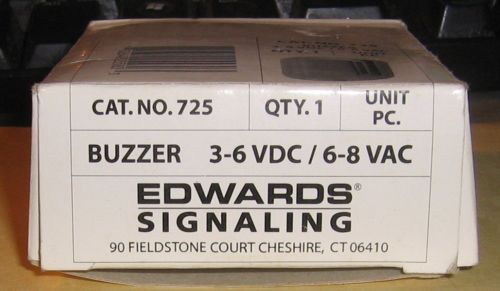 CAT. NO. 725 QTY. 1 UNIT PC.
BUZZER 3-6 VDC / 6-8 VAC
EDWARDS®
SIGNALING
90 FIELDSTONE COURT CHESHIRE, CT 06410